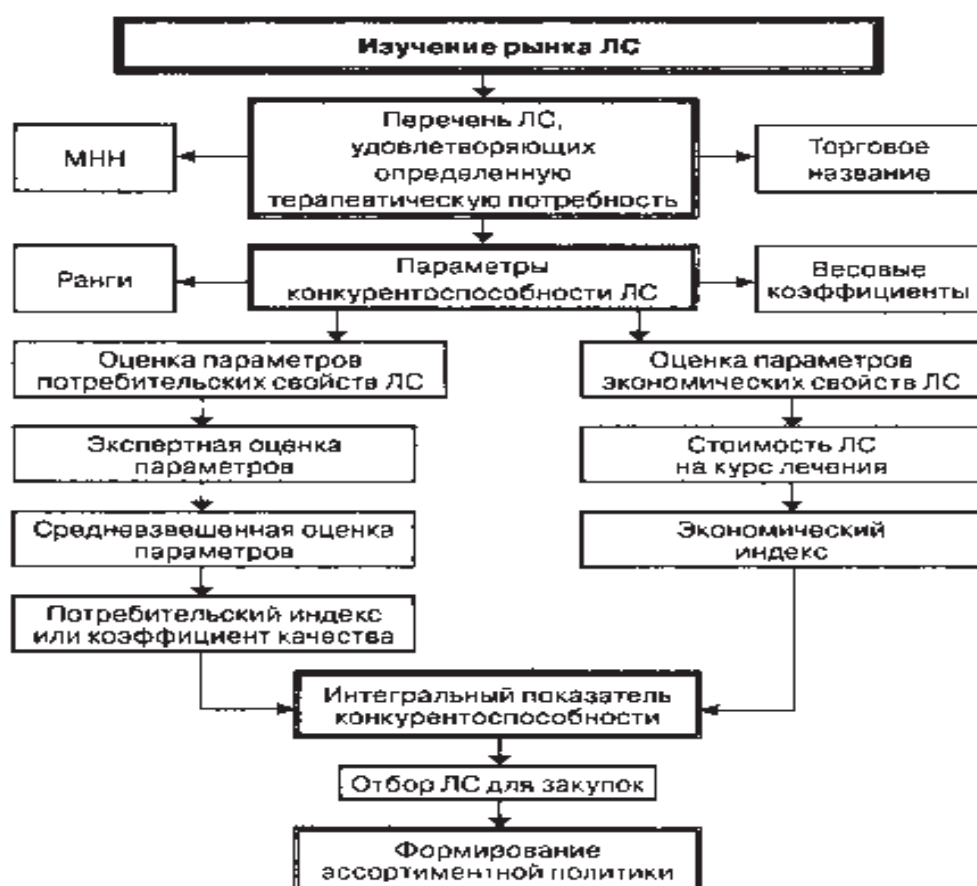 Изучение рынка ЛС
Перечень ЛС,
удовлетворяющих
определенную
терапевтическую потребность
МНН
Торговое
название
Параметры
конкурентоспособности ЛС
Ранги
Весовые
коэффициенты
Оценка параметров
потребительских свойств ЛС
Оценка параметров
экономических свойств ЛС
Экспертная оценка
параметров
Стоимость ЛС
на курс лечения
Средневзвешенная оценка
параметров
Экономический
индекс
Потребительский индекс
или коэффициент качества
Интегральный показатель
конкурентоспособности
Отбор ЛС для закупок
Формирование
ассортиментной политики